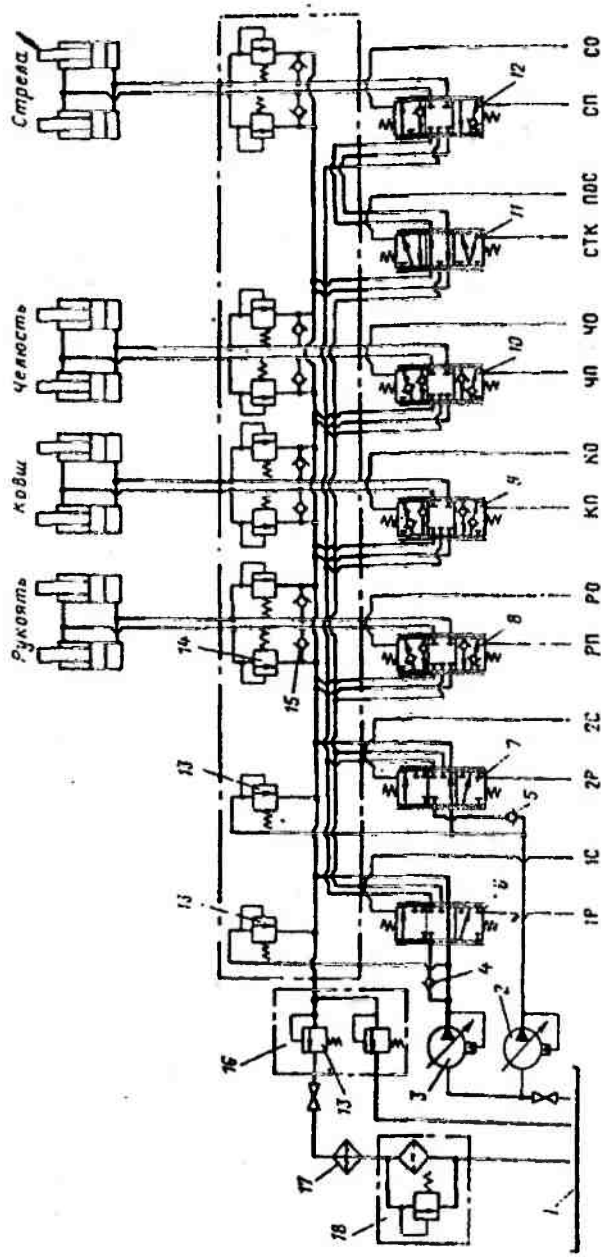 Рукоять
Ковш
Челюсть
Стрела
13
13
14
15
16
13
17
18
1
2
3
4
5
6
7
8
9
10
11
12
1Р
1С
2Р
2С
РП
РО
КП
КО
ЧП
ЧО
СТК
ПОС
СП
СО